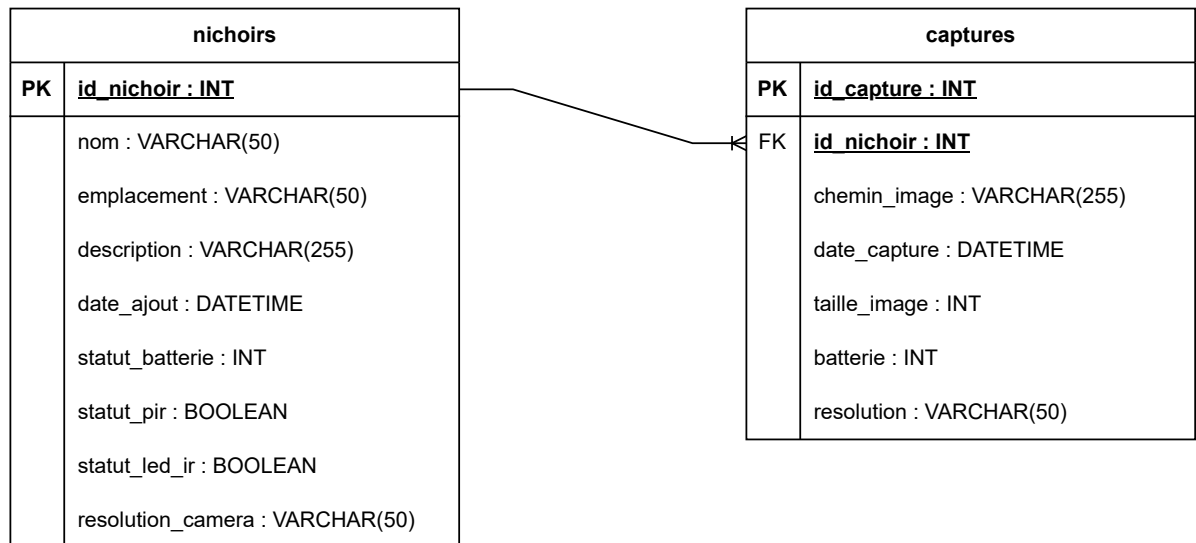 nichoirs
PK id_nichoir : INT
nom : VARCHAR(50)
emplacement : VARCHAR(50)
description : VARCHAR(255)
date_ajout : DATETIME
statut_batterie : INT
statut_pir : BOOLEAN
statut_led_ir : BOOLEAN
resolution_camera : VARCHAR(50)
captures
PK id_capture : INT
FK id_nichoir : INT
chemin_image : VARCHAR(255)
date_capture : DATETIME
taille_image : INT
batterie : INT
resolution : VARCHAR(50)